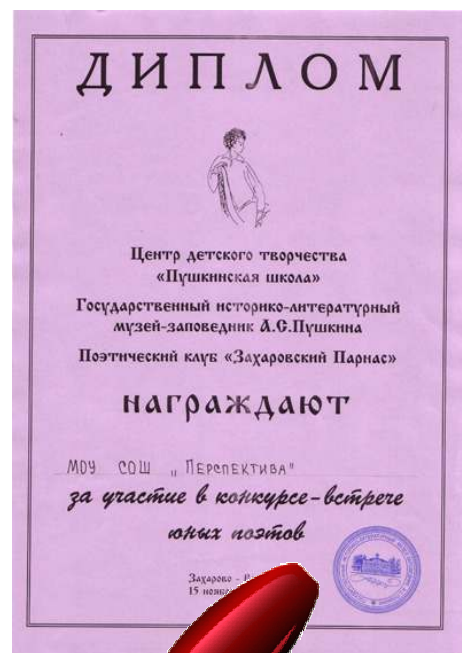 ДИПЛОМ
Центр детского творчества
«Пушкинская школа»
Государственный историко-литературный
музей-заповедник А.С.Пушкина
Поэтический клуб «Захаровский Парнас»
НАГРАЖДАЮТ
МОУ СОШ „Перспектива"
за участие в конкурсе-встрече
юных поэтов
Захарово -
15